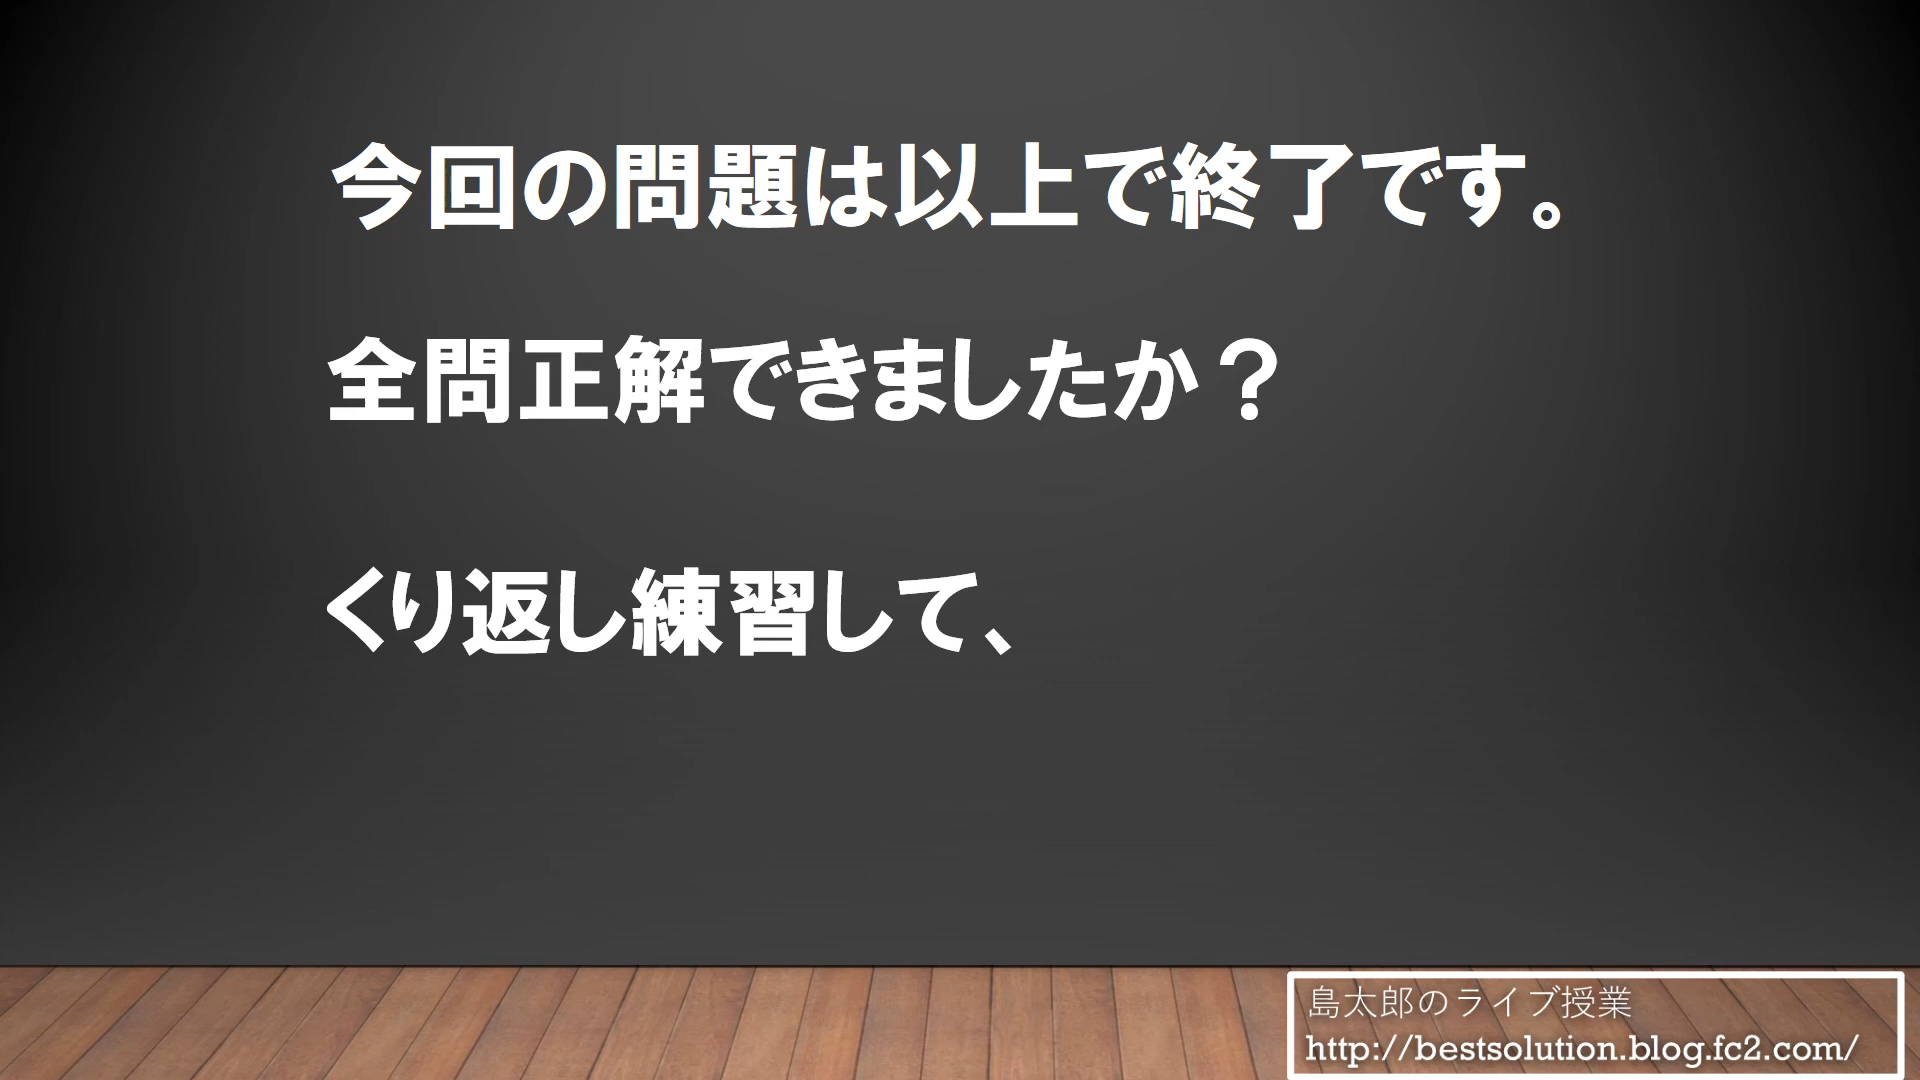 今回の問題は以上で終了です。
全問正解できましたか？
くり返し練習して、
島太郎のライブ授業
http://bestsolution.blog.fc2.com/